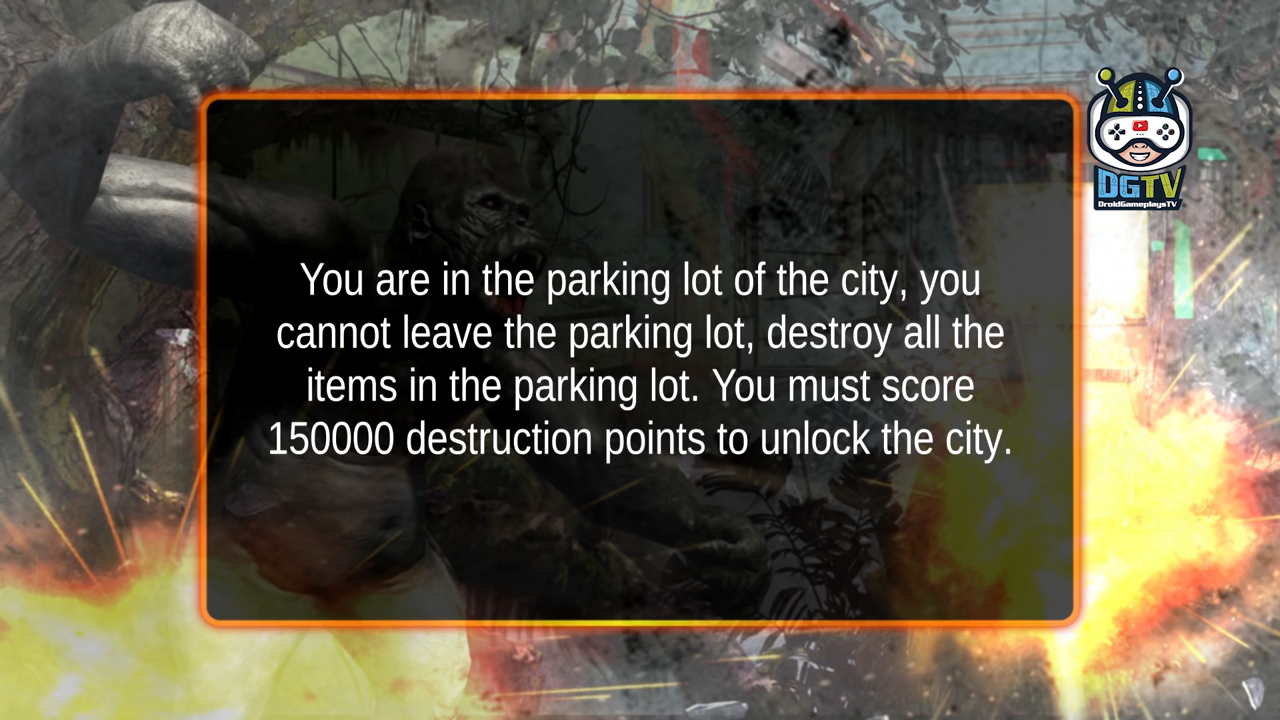 DGTV
DroidGameplaysTV
You are in the parking lot of the city, you
cannot leave the parking lot, destroy all the
items in the parking lot. You must score
150000 destruction points to unlock the city.